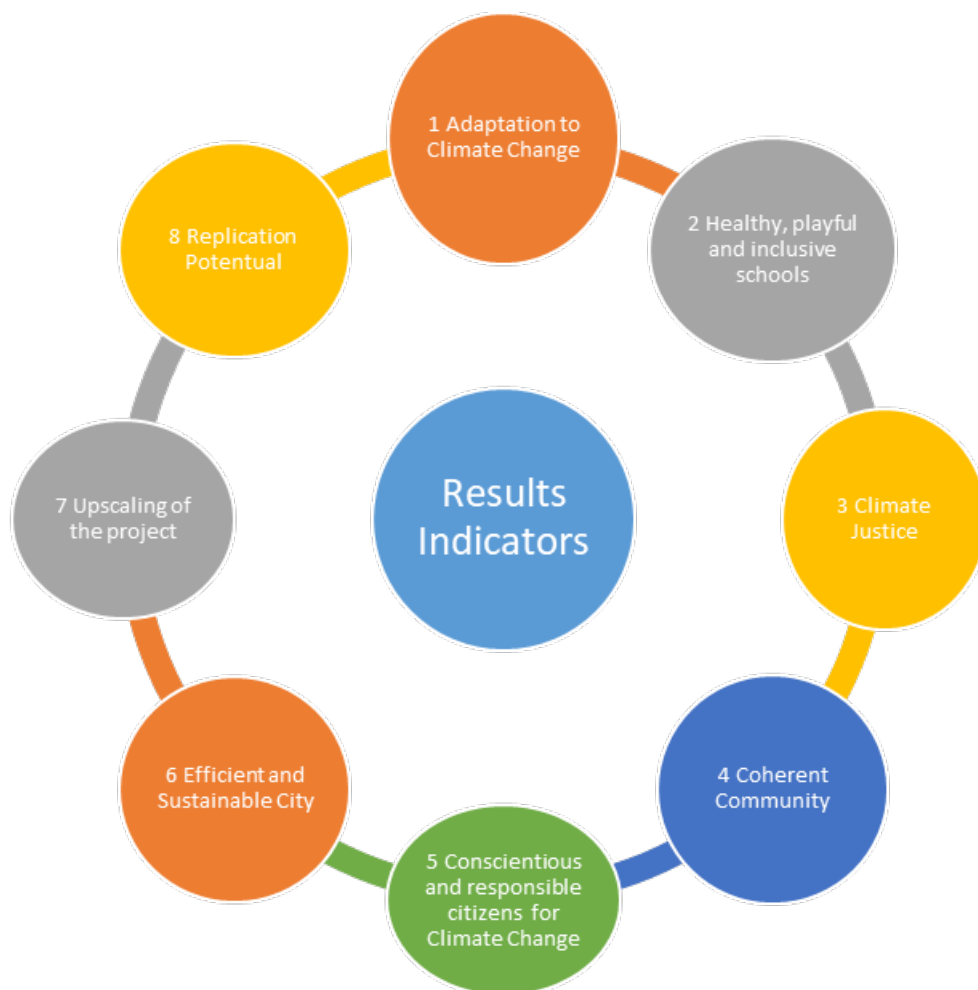 1 Adaptation to
Climate Change
2 Healthy, playful
and inclusive
schools
3 Climate
Justice
4 Coherent
Community
5 Conscientious
and responsible
citizens for
Climate Change
6 Efficient and
Sustainable City
7 Upscaling of
the project
8 Replication
Potentual
Results
Indicators